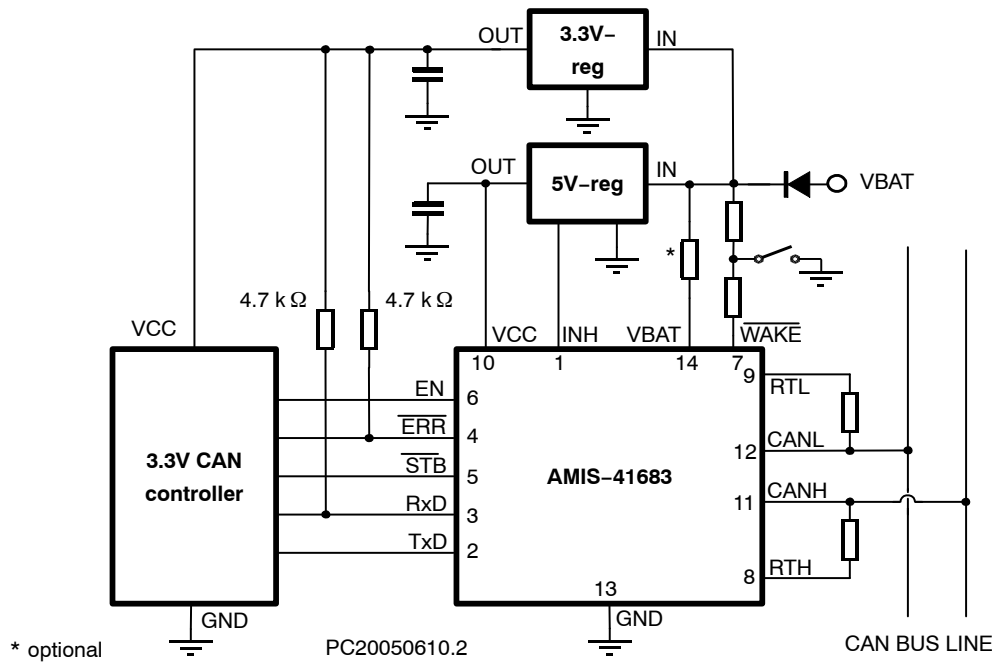 OUT
3.3V−
reg
IN
OUT
5V−reg
IN
VBAT
*
4.7 k Ω
4.7 k Ω
VCC
VCC
INH
VBAT
WAKE
10
1
14
7
9
RTL
EN
6
ERR
4
12
CANL
3.3V CAN
controller
STB
5
AMIS−41683
11
CANH
RxD
3
TxD
2
8
RTH
13
GND
GND
* optional
PC20050610.2
CAN BUS LINE